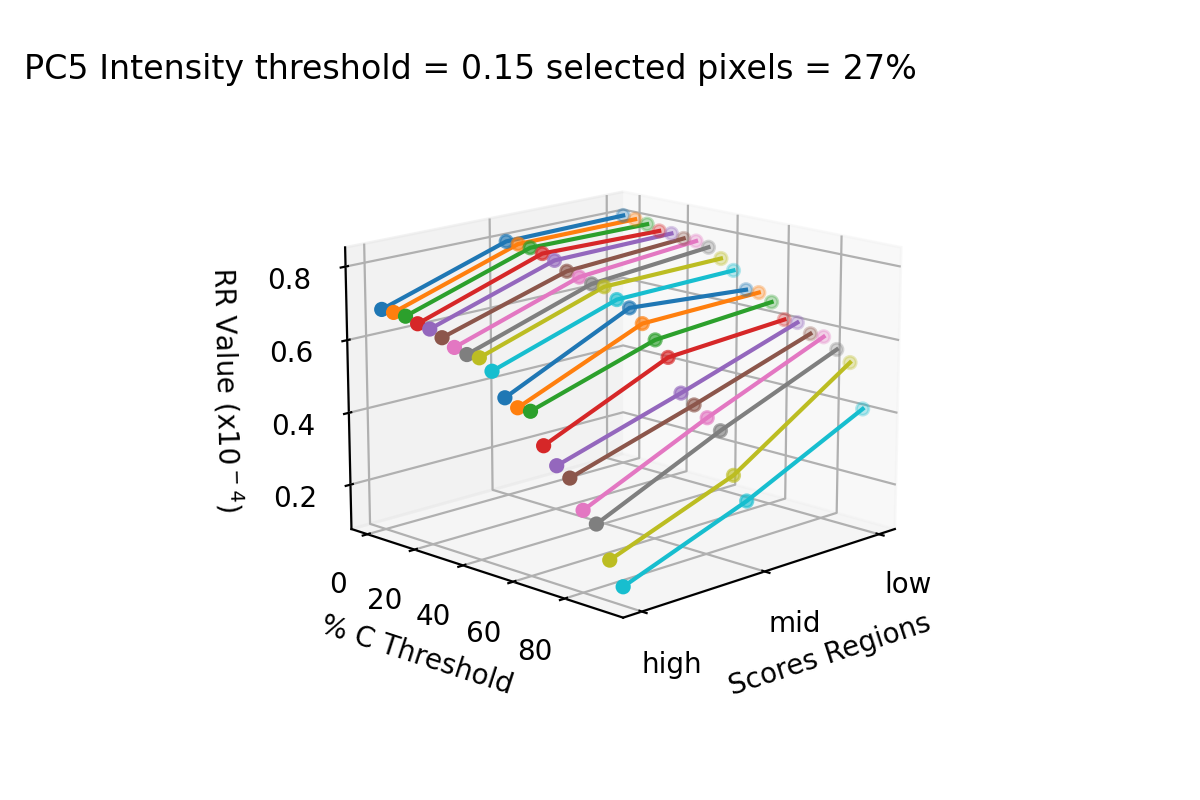 PC5 Intensity threshold = 0.15 selected pixels = 27%
RR Value (x10⁻⁴)
0.8
0.6
0.4
0.2
0
20
40
60
80
% C Threshold
high
mid
low
Scores Regions